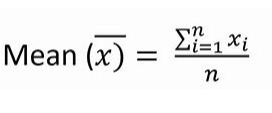 Mean (x̅) = ∑ⁿᵢ₌₁ xᵢ / n